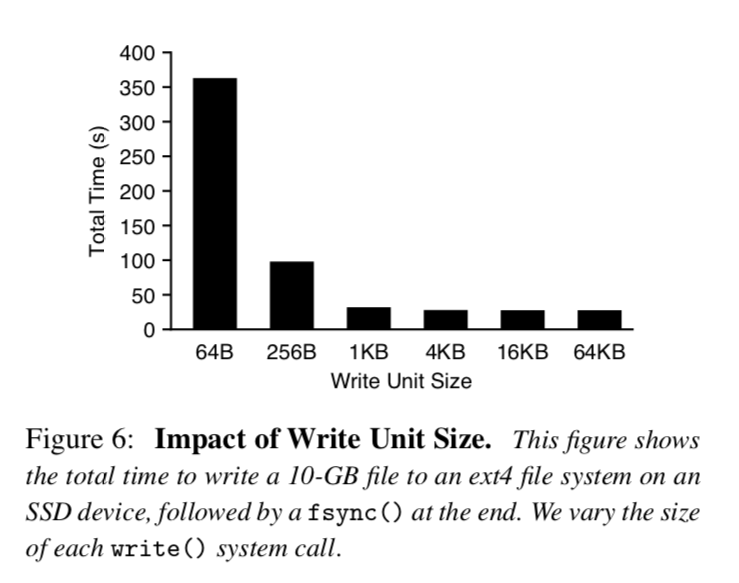 400
350
300
250
200
150
100
50
0
Total Time (s)
64B 256B 1KB 4KB 16KB 64KB
Write Unit Size
Figure 6: Impact of Write Unit Size. This figure shows
the total time to write a 10-GB file to an ext4 file system on an
SSD device, followed by a fsync() at the end. We vary the size
of each write() system call.